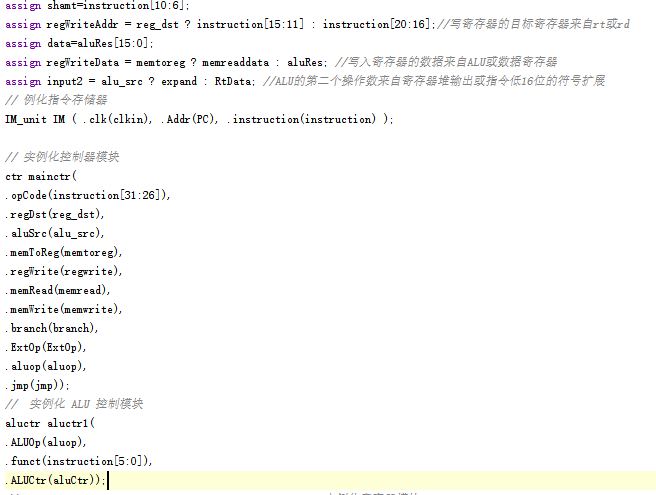 assign shamt=instruction[10:6];
assign regWriteAddr = reg_dst ? instruction[15:11] : instruction[20:16];//写寄存器的目标寄存器来自rt或rd
assign data=aluRes[15:0];
assign regWriteData = memtoreg ? memreaddata : aluRes; //写入寄存器的数据来自ALU或数据寄存器
assign input2 = alu_src ? expand : RtData; //ALU的第二个操作数来自寄存器堆输出或指令低16位的符号扩展
// 例化指令存储器
IM_unit IM ( .clk(clkin), .Addr(PC), .instruction(instruction) );
// 实例化控制器模块
ctr mainctr(
.opCode(instruction[31:26]),
.regDst(reg_dst),
.aluSrc(alu_src),
.memToReg(memtoreg),
.regWrite(regwrite),
.memRead(memread),
.memWrite(memwrite),
.branch(branch),
.ExtOp(ExtOp),
.aluop(aluop),
.jmp(jmp));
// 实例化 ALU 控制模块
aluctr aluctr1(
.ALUOp(aluop),
.funct(instruction[5:0]),
.ALUCtr(aluCtr));